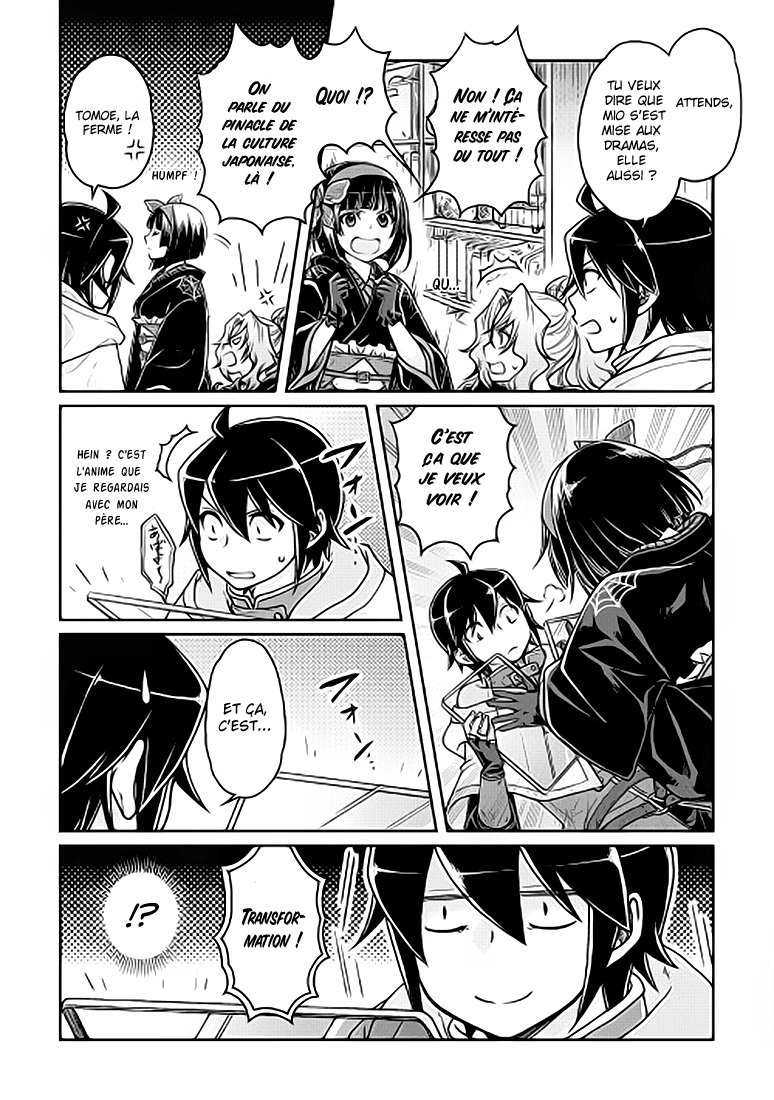 ATTENDS,
TU VEUX
DIRE QUE
MIO S'EST
MISE AUX
DRAMAS,
ELLE
AUSSI ?
NON ! ÇA
NE M'INTÉ-
RESSE PAS
DU TOUT !
QU...
QUOI !?
ON
PARLE DU
PINACLE DE
LA CULTURE
JAPONAISE,
LÀ !
HUMPF !
TOMOE, LA
FERME !
C'EST
ÇA QUE
JE VEUX
VOIR !
HEIN ? C'EST
L'ANIME QUE
JE REGARDAIS
AVEC MON
PÈRE...
ET ÇA,
C'EST...
TRANSFOR-
MATION !
!?